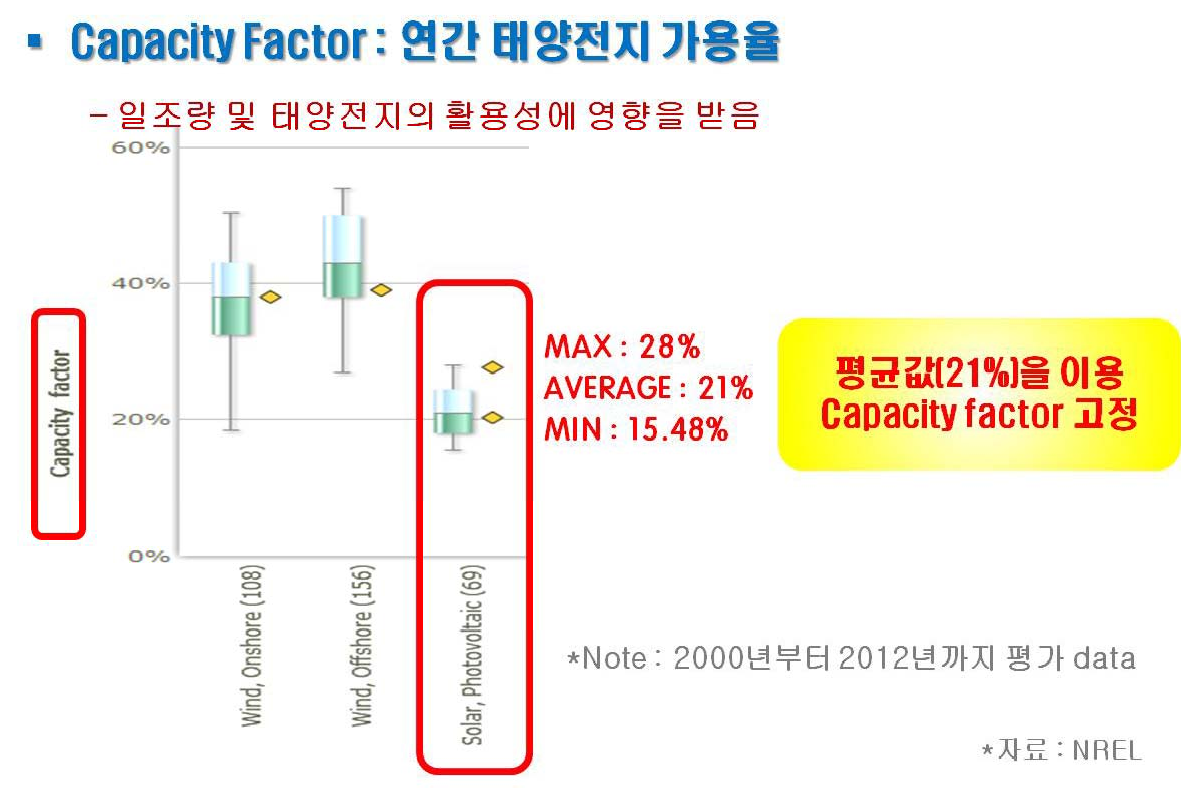 ▪ Capacity Factor : 연간 태양전지 가용율
– 일조량 및 태양전지의 활용성에 영향을 받음
60%
40%
20%
0%
Capacity factor
Wind, Onshore (108)
Wind, Offshore (156)
Solar, Photovoltaic (69)
MAX : 28%
AVERAGE : 21%
MIN : 15.48%
평균값(21%)을 이용
Capacity factor 고정
*Note : 2000년부터 2012년까지 평가 data
*자료 : NREL